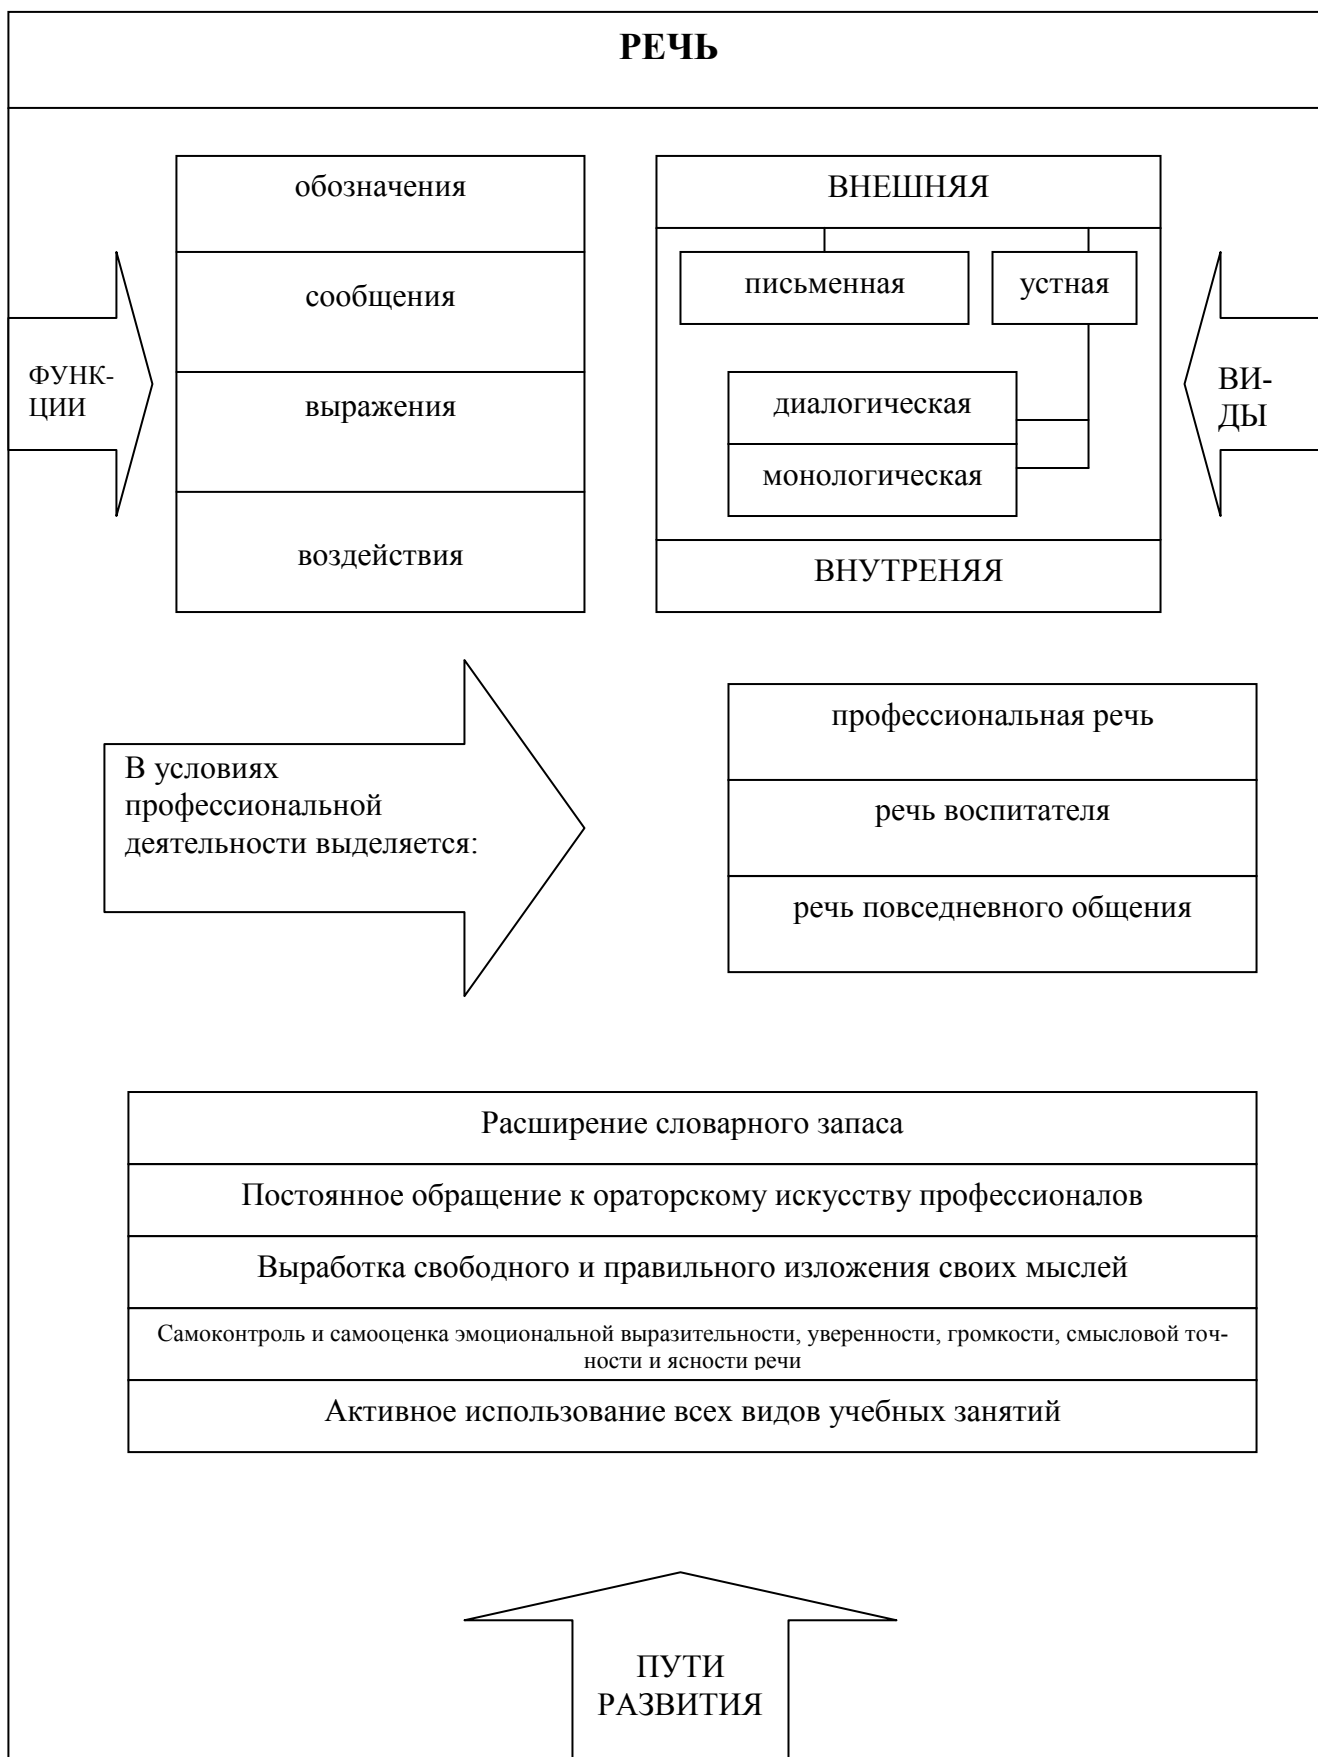 РЕЧЬ
ФУНК-
ЦИИ
обозначения
сообщения
выражения
воздействия
ВНЕШНЯЯ
письменная
устная
диалогическая
монологическая
ВНУТРЕНЯЯ
ВИ-
ДЫ
В условиях
профессиональной
деятельности выделяется:
профессиональная речь
речь воспитателя
речь повседневного общения
Расширение словарного запаса
Постоянное обращение к ораторскому искусству профессионалов
Выработка свободного и правильного изложения своих мыслей
Самоконтроль и самооценка эмоциональной выразительности, уверенности, громкости, смысловой точ-
ности и ясности речи
Активное использование всех видов учебных занятий
ПУТИ
РАЗВИТИЯ